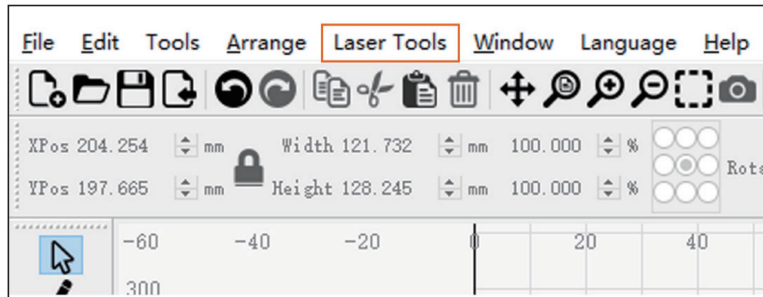 File Edit Tools Arrange Laser Tools Window Language Help
XPos 204.254 mm Width 121.732 mm 100.000 %
YPos 197.665 mm Height 128.245 mm 100.000 %
-60 -40 -20 0 20 40
300